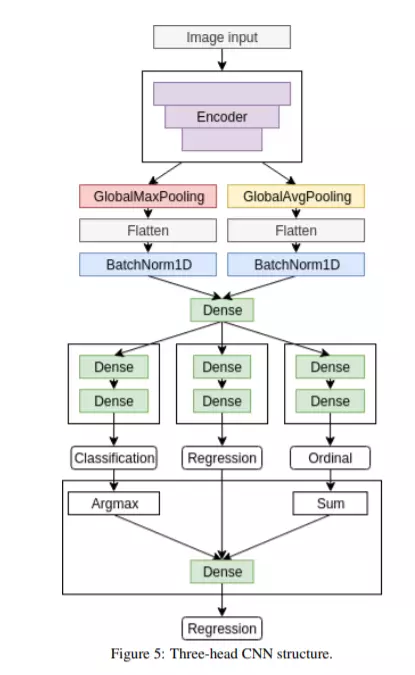 Image input
Encoder
GlobalMaxPooling GlobalAvgPooling
Flatten Flatten
BatchNorm1D BatchNorm1D
Dense
Dense Dense Dense
Dense Dense Dense
Classification Regression Ordinal
Argmax Sum
Dense
Regression
Figure 5: Three-head CNN structure.